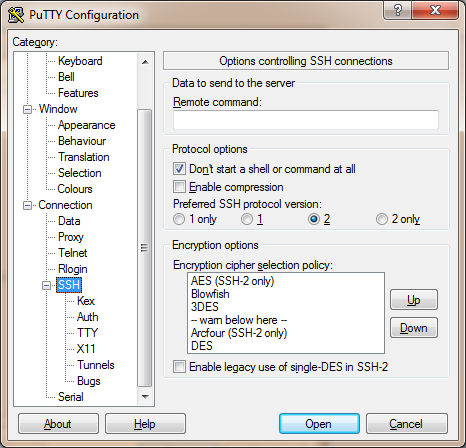 PuTTY Configuration
Category:
Keyboard
Bell
Features
Window
Appearance
Behaviour
Translation
Selection
Colours
Connection
Data
Proxy
Telnet
Rlogin
SSH
Kex
Auth
TTY
X11
Tunnels
Bugs
Serial
Options controlling SSH connections
Data to send to the server
Remote command:
Protocol options
Don't start a shell or command at all
Enable compression
Preferred SSH protocol version:
1 only 1 2 2 only
Encryption options
Encryption cipher selection policy:
AES (SSH-2 only)
Blowfish
3DES
-- warn below here --
Arcfour (SSH-2 only)
DES
Up
Down
Enable legacy use of single-DES in SSH-2
About Help Open Cancel